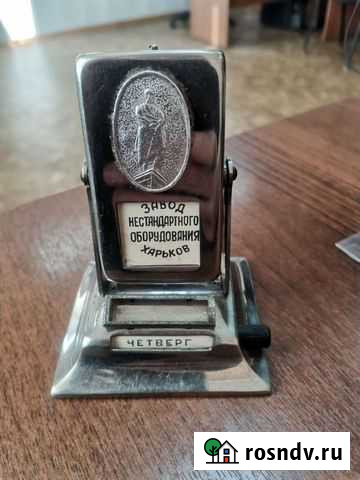 ЗАВОД
НЕСТАНДАРТНОГО
ОБОРУДОВАНИЯ
ХАРЬКОВ
ЧЕТВЕРГ
rosndv.ru